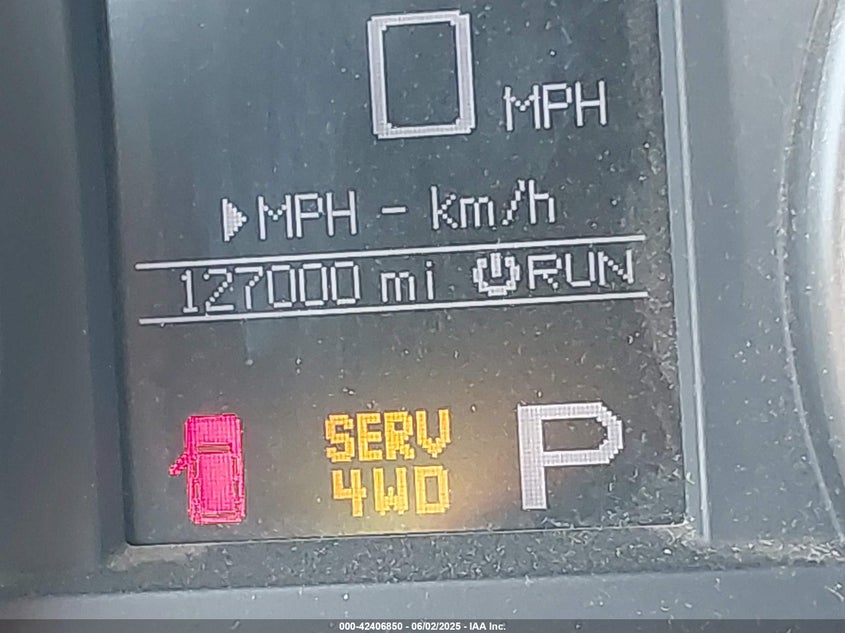 0 MPH
MPH - km/h
127000 mi RUN
SERV
4WD
P
000-42406850 - 06/02/2025 - IAA Inc.